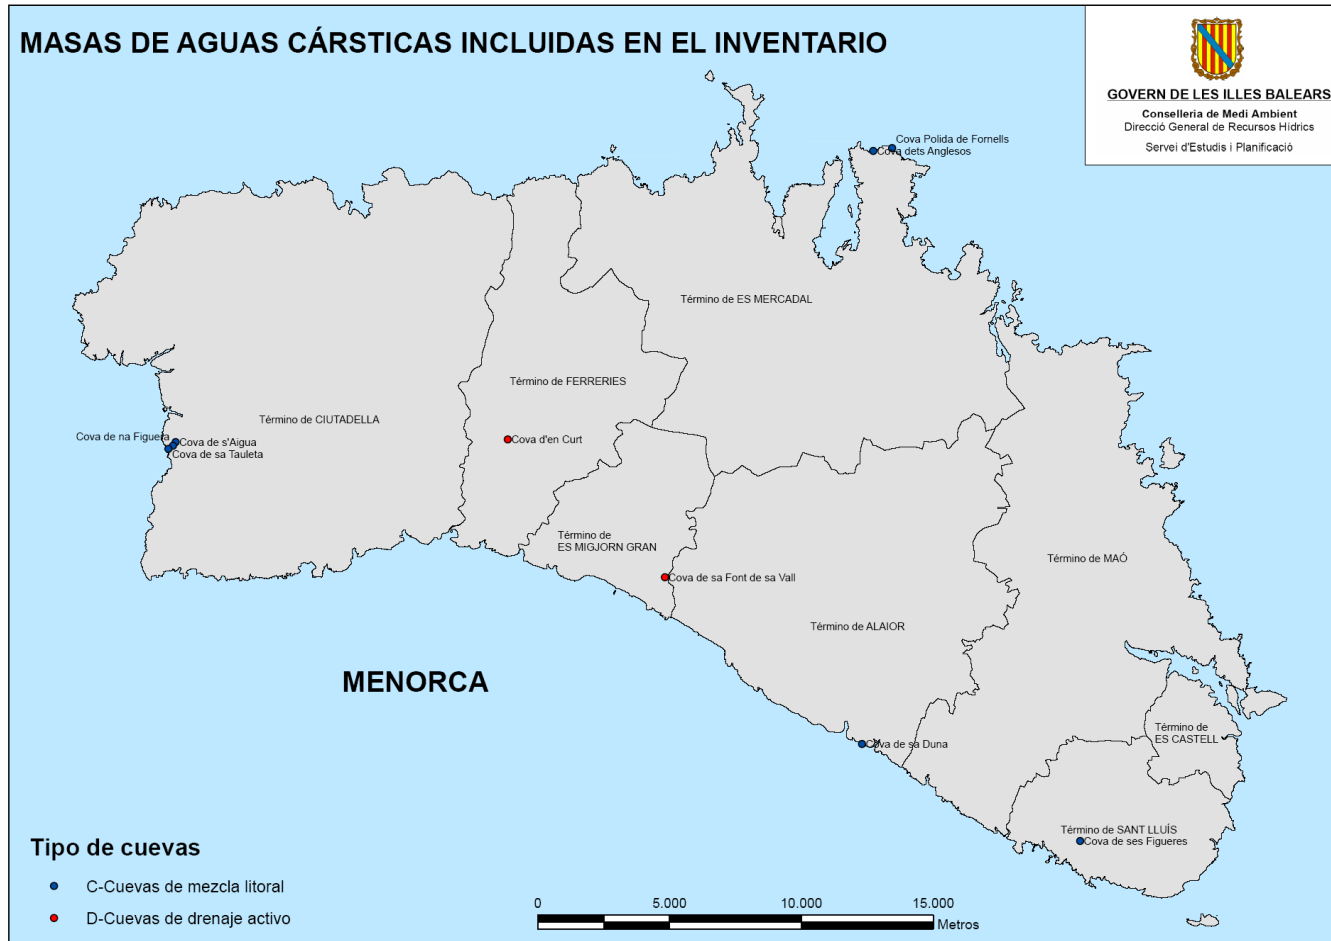 MASAS DE AGUAS CÁRSTICAS INCLUIDAS EN EL INVENTARIO
GOVERN DE LES ILLES BALEARS
Conselleria de Medi Ambient
Direcció General de Recursos Hídrics
Servei d'Estudis i Planificació
Cova Polida de Fornells
Cova dets Anglesos
Término de ES MERCADAL
Término de FERRERIES
Término de CIUTADELLA
Cova de na Figuera
Cova de s'Aigua
Cova de sa Tauleta
Cova d'en Curt
Término de
ES MIGJORN GRAN
Término de MAÓ
Cova de sa Font de sa Vall
Término de ALAIOR
MENORCA
Término de
ES CASTELL
Cova de sa Duna
Término de SANT LLUÍS
Cova de ses Figueres
Tipo de cuevas
C-Cuevas de mezcla litoral
D-Cuevas de drenaje activo
0 5.000 10.000 15.000
Metros